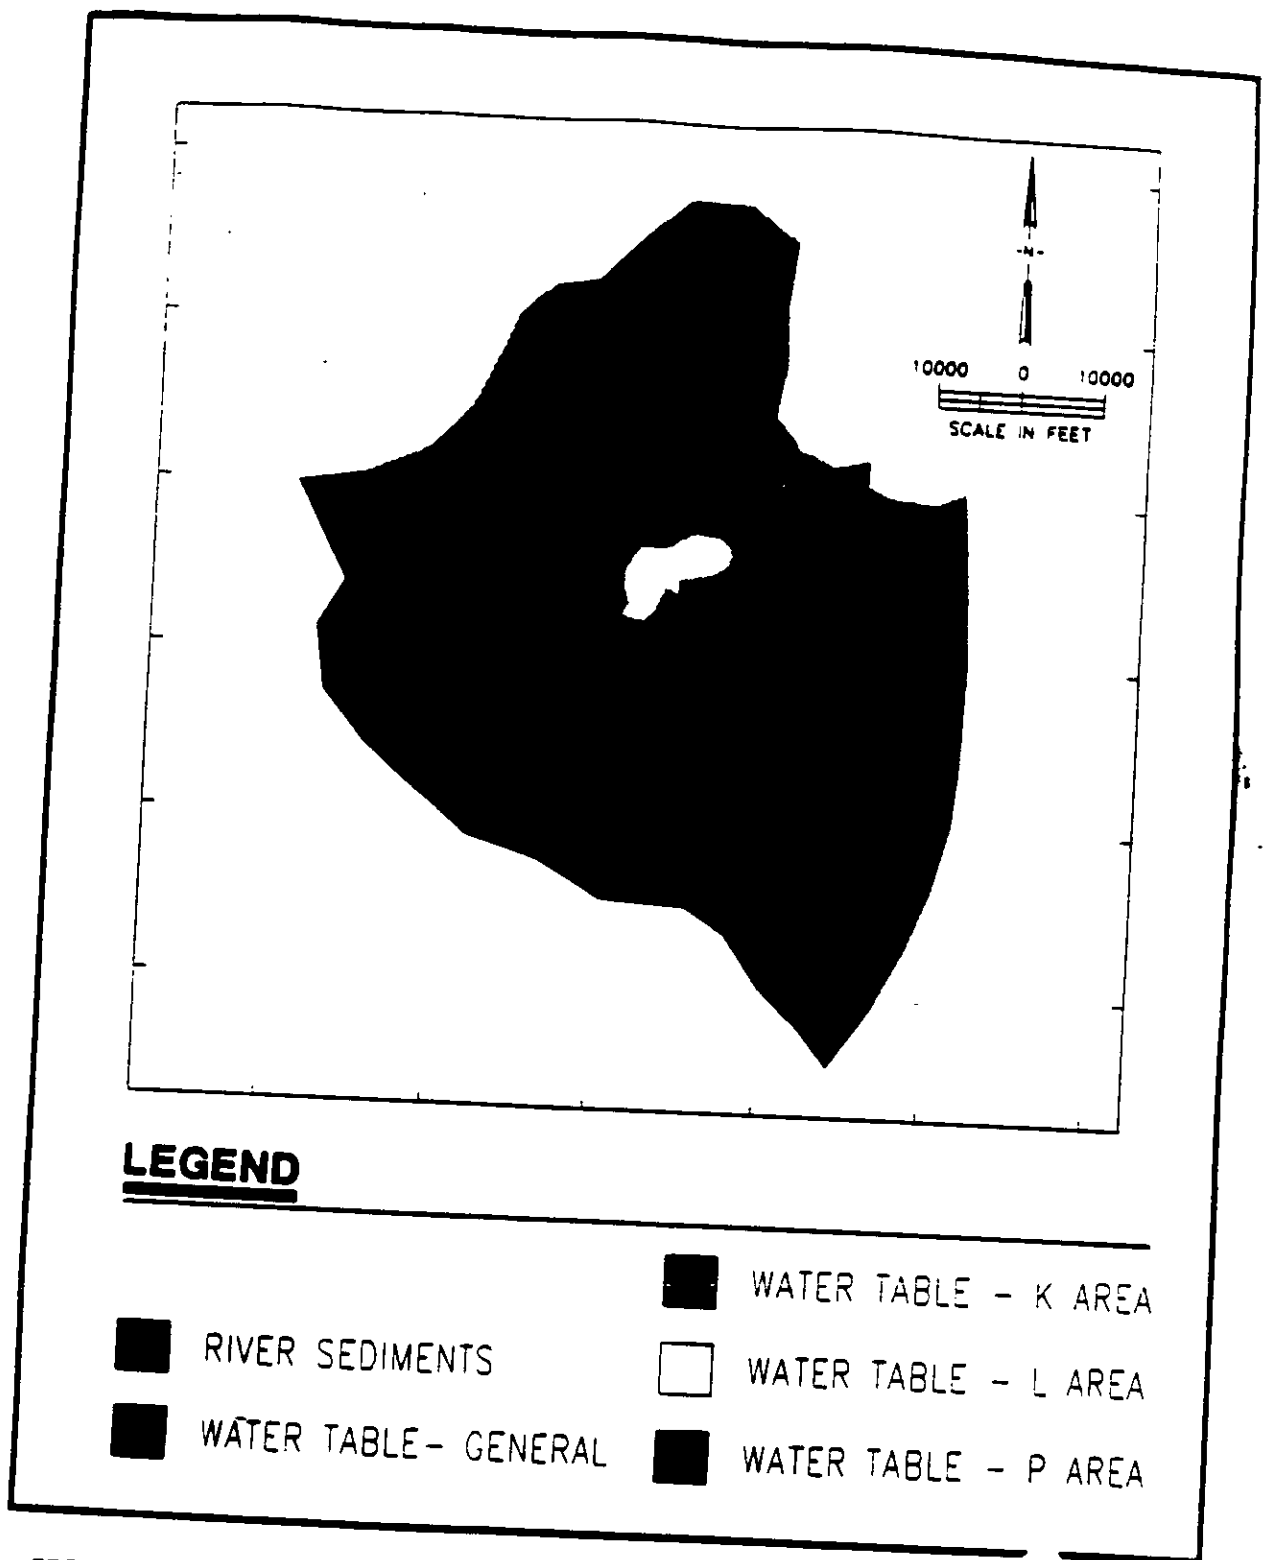 -N-
10000 0 10000
SCALE IN FEET
LEGEND
WATER TABLE - K AREA
RIVER SEDIMENTS
WATER TABLE - L AREA
WATER TABLE- GENERAL
WATER TABLE - P AREA